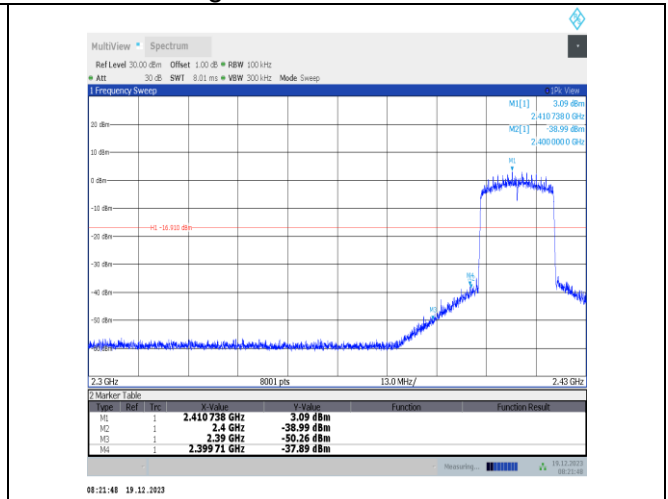 MultiView Spectrum
Ref Level 30.00 dBm Offset 1.00 dB RBW 100 kHz
Att 30 dB SWT 8.01 ms VBW 300 kHz Mode Sweep
1 Frequency Sweep 1Pk View
M1[1] 3.09 dBm
2.410 738 0 GHz
20 dBm
M2[1] -38.99 dBm
2.400 000 0 GHz
10 dBm
M1
0 dBm
-10 dBm
H1 -16.910 dBm
-20 dBm
-30 dBm
M4
-40 dBm
M3
-50 dBm
2.3 GHz 8001 pts 13.0 MHz/ 2.43 GHz
2 Marker Table
Type Ref Trc X-Value Y-Value Function Function Result
M1 1 2.410 738 GHz 3.09 dBm
M2 1 2.4 GHz -38.99 dBm
M3 1 2.39 GHz -50.26 dBm
M4 1 2.399 71 GHz -37.89 dBm
Measuring... 19.12.2023
08:21:48
08:21:48 19.12.2023